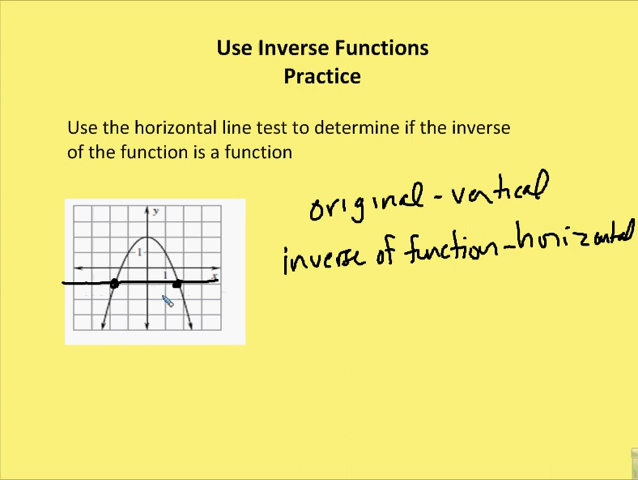 Use Inverse Functions
Practice
Use the horizontal line test to determine if the inverse
of the function is a function
original - vertical
inverse of function - horizontal
y
1
1
x